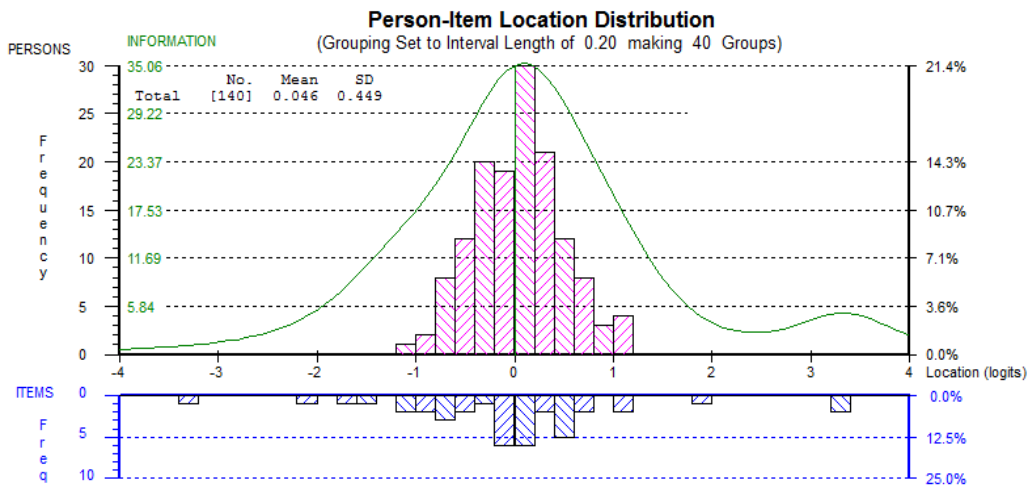 Person-Item Location Distribution
(Grouping Set to Interval Length of 0.20 making 40 Groups)
PERSONS INFORMATION
No. Mean SD
Total [140] 0.046 0.449
Frequency
30 35.06 21.4%
25 29.22
20 23.37 14.3%
15 17.53 10.7%
10 11.69 7.1%
5 5.84 3.6%
0 0.0%
-4 -3 -2 -1 0 1 2 3 4 Location (logits)
ITEMS 0 0.0%
Freq
5 12.5%
10 25.0%